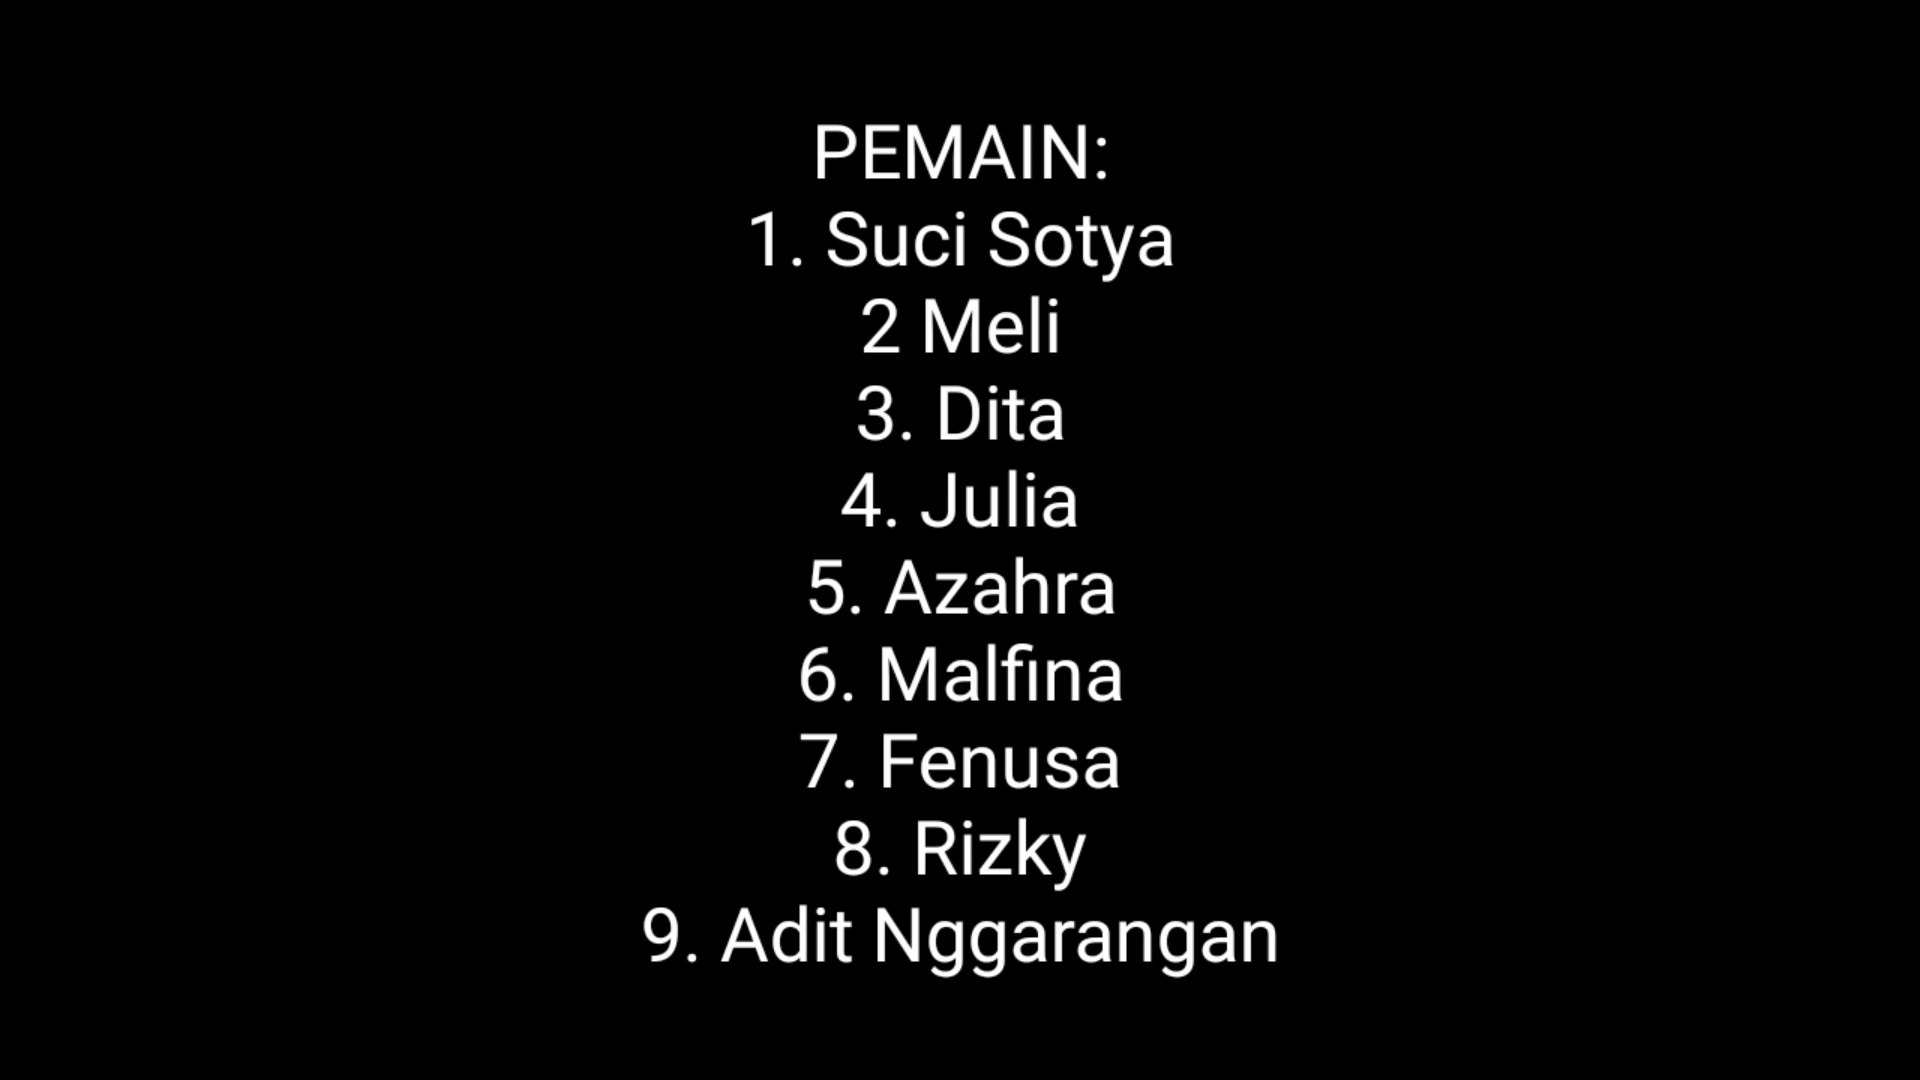 PEMAIN:
1. Suci Sotya
2 Meli
3. Dita
4. Julia
5. Azahra
6. Malfina
7. Fenusa
8. Rizky
9. Adit Nggarangan